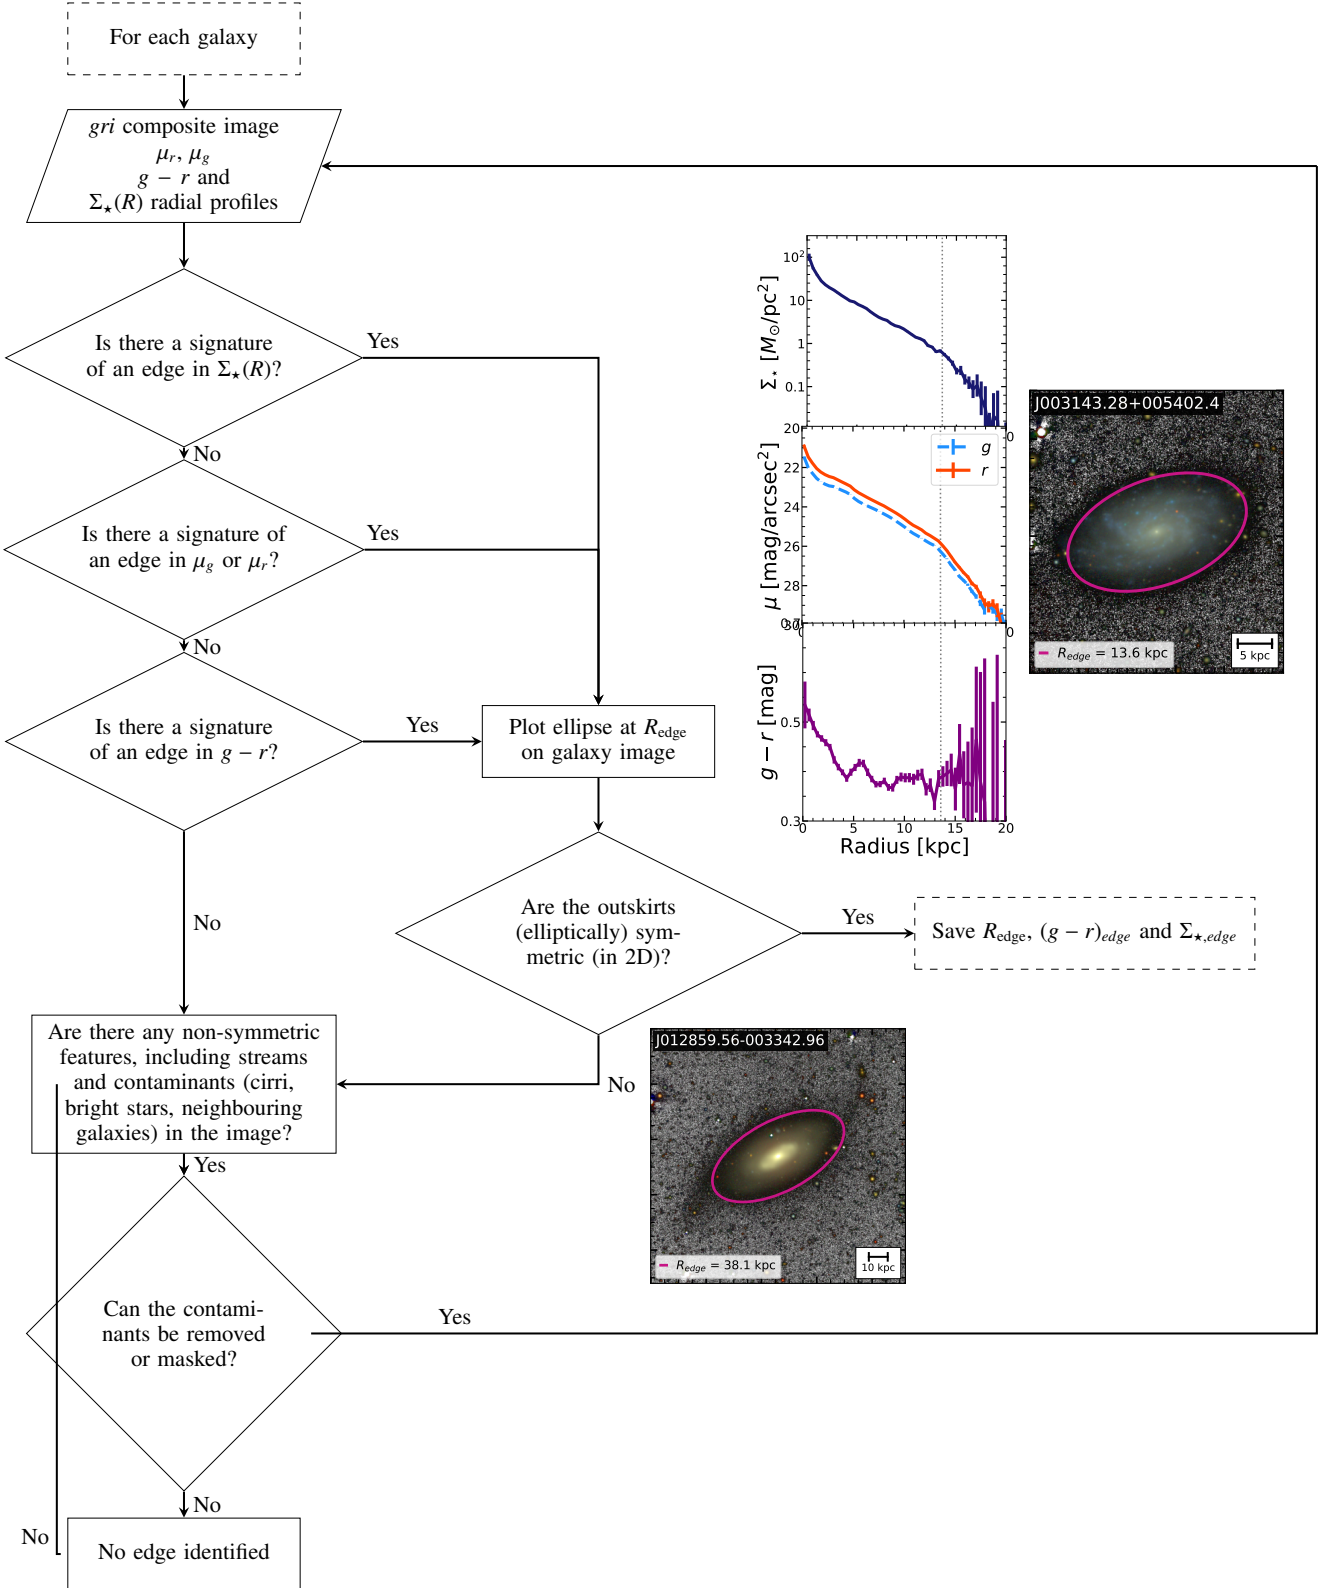 For each galaxy
gri composite image
μr, μg
g − r and
Σ★(R) radial profiles
Is there a signature
of an edge in Σ★(R)?
Yes
No
Is there a signature of
an edge in μg or μr?
Yes
No
Is there a signature
of an edge in g − r?
Yes
No
Plot ellipse at Redge
on galaxy image
Are the outskirts
(elliptically) sym-
metric (in 2D)?
Yes
Save Redge, (g − r)edge and Σ★,edge
No
Are there any non-symmetric
features, including streams
and contaminants (cirri,
bright stars, neighbouring
galaxies) in the image?
Yes
Can the contami-
nants be removed
or masked?
Yes
No
No
No edge identified
Σ⋆ [M⊙/pc²]
10²
10
1
0.1
μ [mag/arcsec²]
20
22
24
26
28
30
0
g
r
g − r [mag]
0.7
0.5
0.3
0
0 5 10 15 20
Radius [kpc]
J003143.28+005402.4
Redge = 13.6 kpc
5 kpc
J012859.56-003342.96
Redge = 38.1 kpc
10 kpc